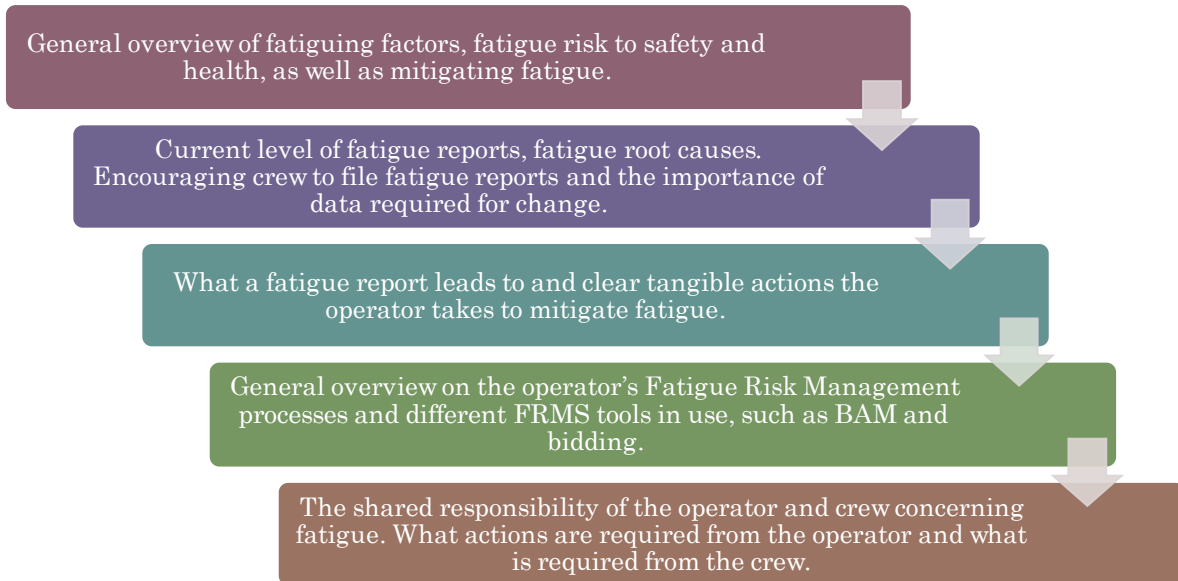 General overview of fatiguing factors, fatigue risk to safety and
health, as well as mitigating fatigue.
Current level of fatigue reports, fatigue root causes.
Encouraging crew to file fatigue reports and the importance of
data required for change.
What a fatigue report leads to and clear tangible actions the
operator takes to mitigate fatigue.
General overview on the operator’s Fatigue Risk Management
processes and different FRMS tools in use, such as BAM and
bidding.
The shared responsibility of the operator and crew concerning
fatigue. What actions are required from the operator and what
is required from the crew.